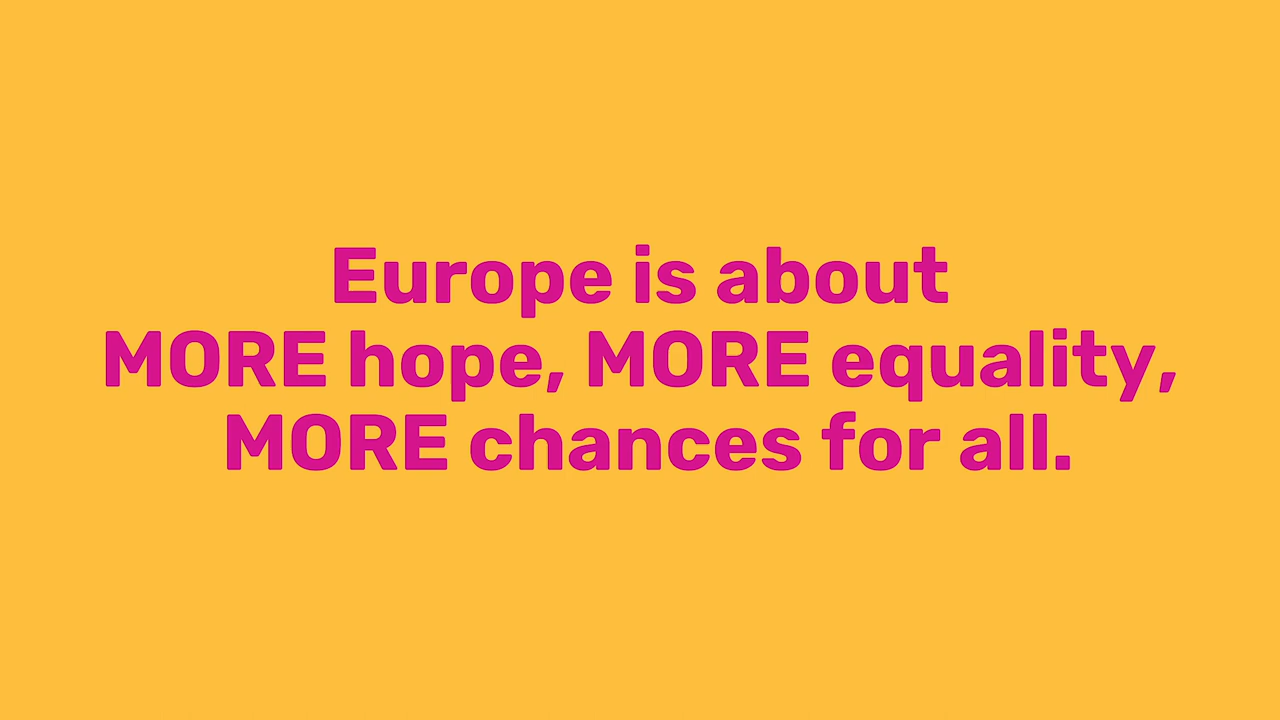 Europe is about
MORE hope, MORE equality,
MORE chances for all.